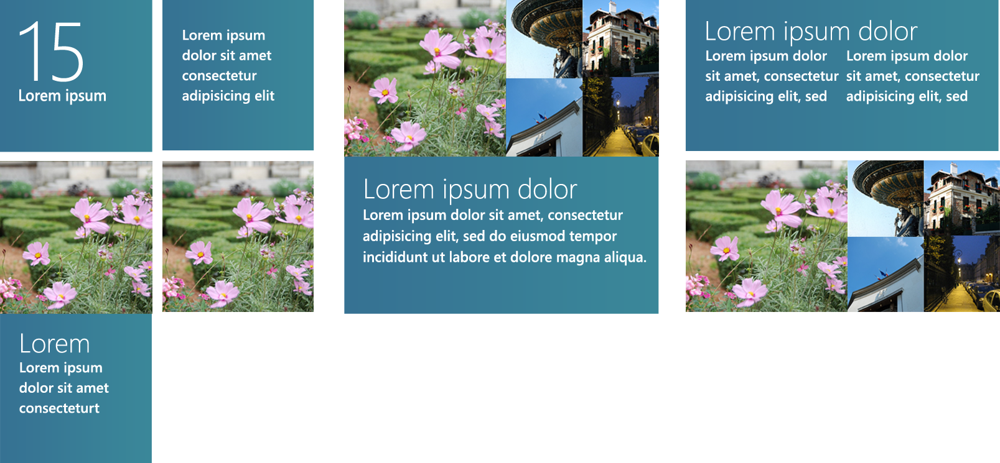 15
Lorem ipsum
Lorem ipsum
dolor sit amet
consectetur
adipisicing elit
Lorem
Lorem ipsum
dolor sit amet
consecteturt
Lorem ipsum dolor
Lorem ipsum dolor sit amet, consectetur
adipisicing elit, sed do eiusmod tempor
incididunt ut labore et dolore magna aliqua.
Lorem ipsum dolor
Lorem ipsum dolor
sit amet, consectetur
adipisicing elit, sed
Lorem ipsum dolor
sit amet, consectetur
adipisicing elit, sed